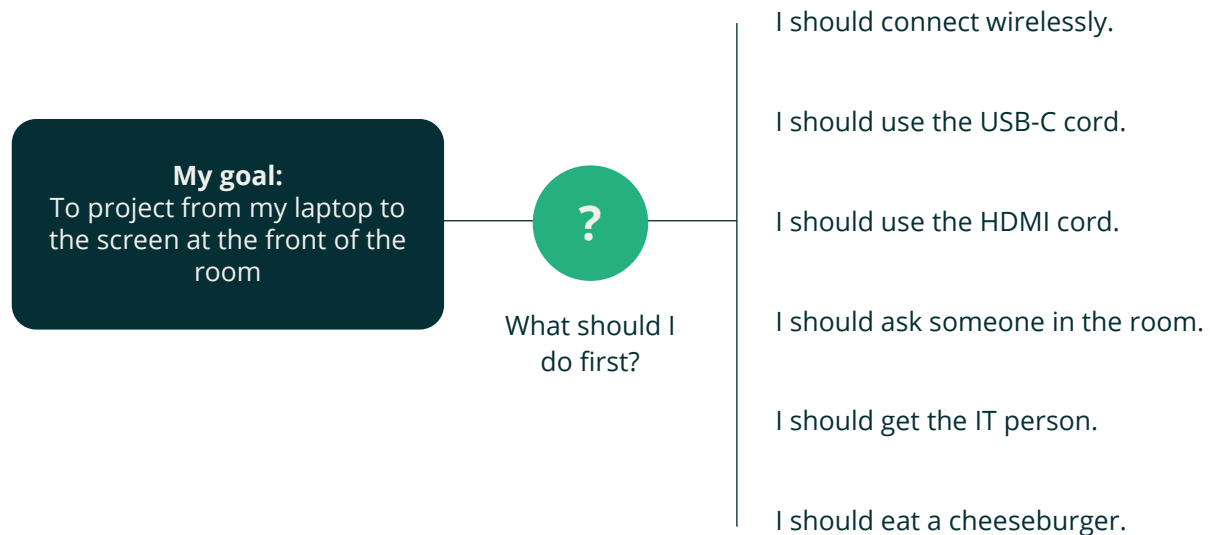 My goal:
To project from my laptop to
the screen at the front of the
room
?
What should I
do first?
I should connect wirelessly.
I should use the USB-C cord.
I should use the HDMI cord.
I should ask someone in the room.
I should get the IT person.
I should eat a cheeseburger.